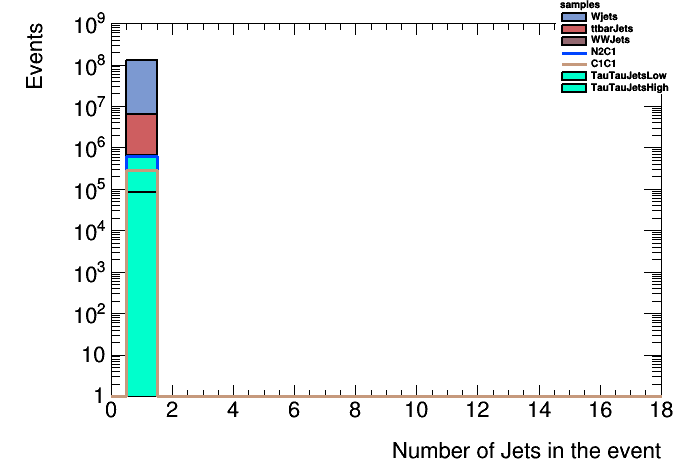 samples
Wjets
ttbarJets
WWJets
N2C1
C1C1
TauTauJetsLow
TauTauJetsHigh
Events
10⁹
10⁸
10⁷
10⁶
10⁵
10⁴
10³
10²
10
1
0 2 4 6 8 10 12 14 16 18
Number of Jets in the event